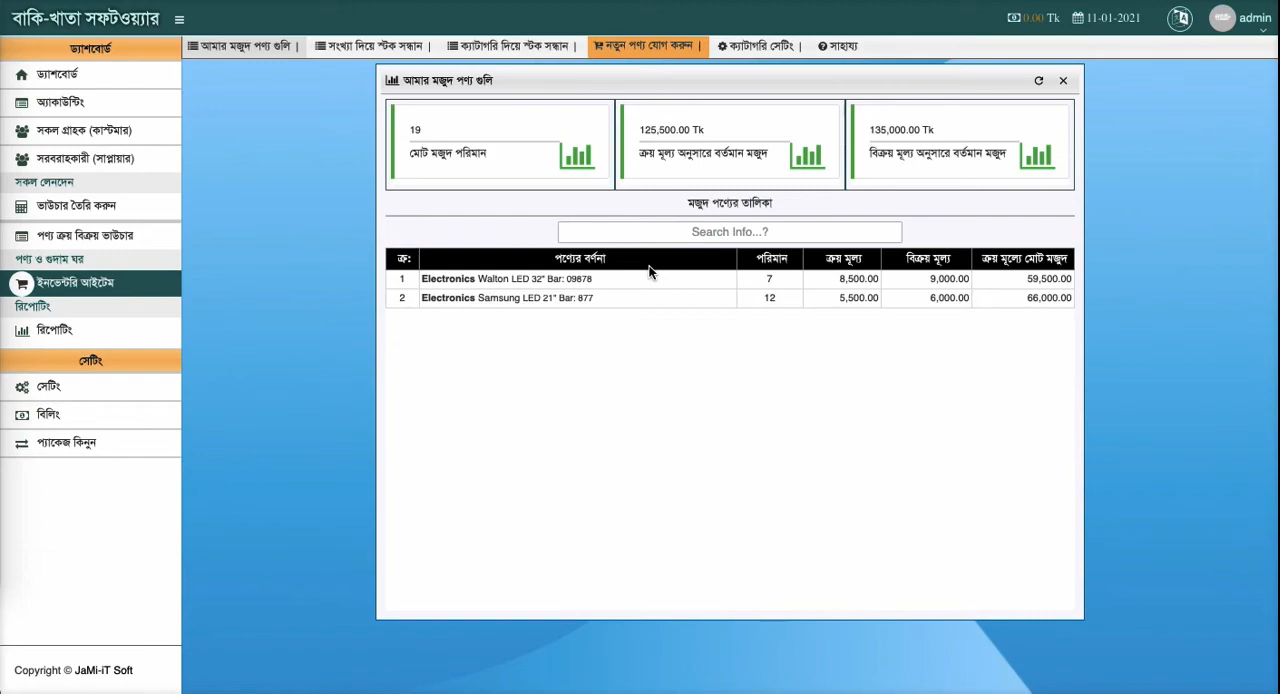 বাকি-খাতা সফটওয়্যার
0.00 Tk 11-01-2021 admin
ড্যাশবোর্ড
ড্যাশবোর্ড
অ্যাকাউন্টিং
সকল গ্রাহক (কাস্টমার)
সরবরাহকারী (সাপ্লায়ার)
সকল লেনদেন
ভাউচার তৈরি করুন
পণ্য ক্রয় বিক্রয় ভাউচার
পণ্য ও গুদাম ঘর
ইনভেন্টরি আইটেম
রিপোটিং
রিপোটিং
সেটিং
সেটিং
বিলিং
প্যাকেজ কিনুন
Copyright © JaMi-iT Soft
আমার মজুদ পণ্য গুলি | সংখ্যা দিয়ে স্টক সন্ধান | ক্যাটাগরি দিয়ে স্টক সন্ধান | নতুন পণ্য যোগ করুন | ক্যাটাগরি সেটিং | সাহায্য
আমার মজুদ পণ্য গুলি
19
মোট মজুদ পরিমান
125,500.00 Tk
ক্রয় মূল্য অনুসারে বর্তমান মজুদ
135,000.00 Tk
বিক্রয় মূল্য অনুসারে বর্তমান মজুদ
মজুদ পণ্যের তালিকা
Search Info...?
ক্র: পণ্যের বর্ণনা পরিমান ক্রয় মূল্য বিক্রয় মূল্য ক্রয় মূল্যে মোট মজুদ
1 Electronics Walton LED 32" Bar: 09878 7 8,500.00 9,000.00 59,500.00
2 Electronics Samsung LED 21" Bar: 877 12 5,500.00 6,000.00 66,000.00